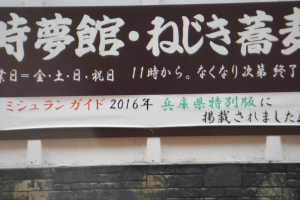 時夢館・ねじき蕎麦
業日＝金・土・日・祝日 11時から。なくなり次第終了
ミシュランガイド2016年 兵庫県特別版に
掲載されました